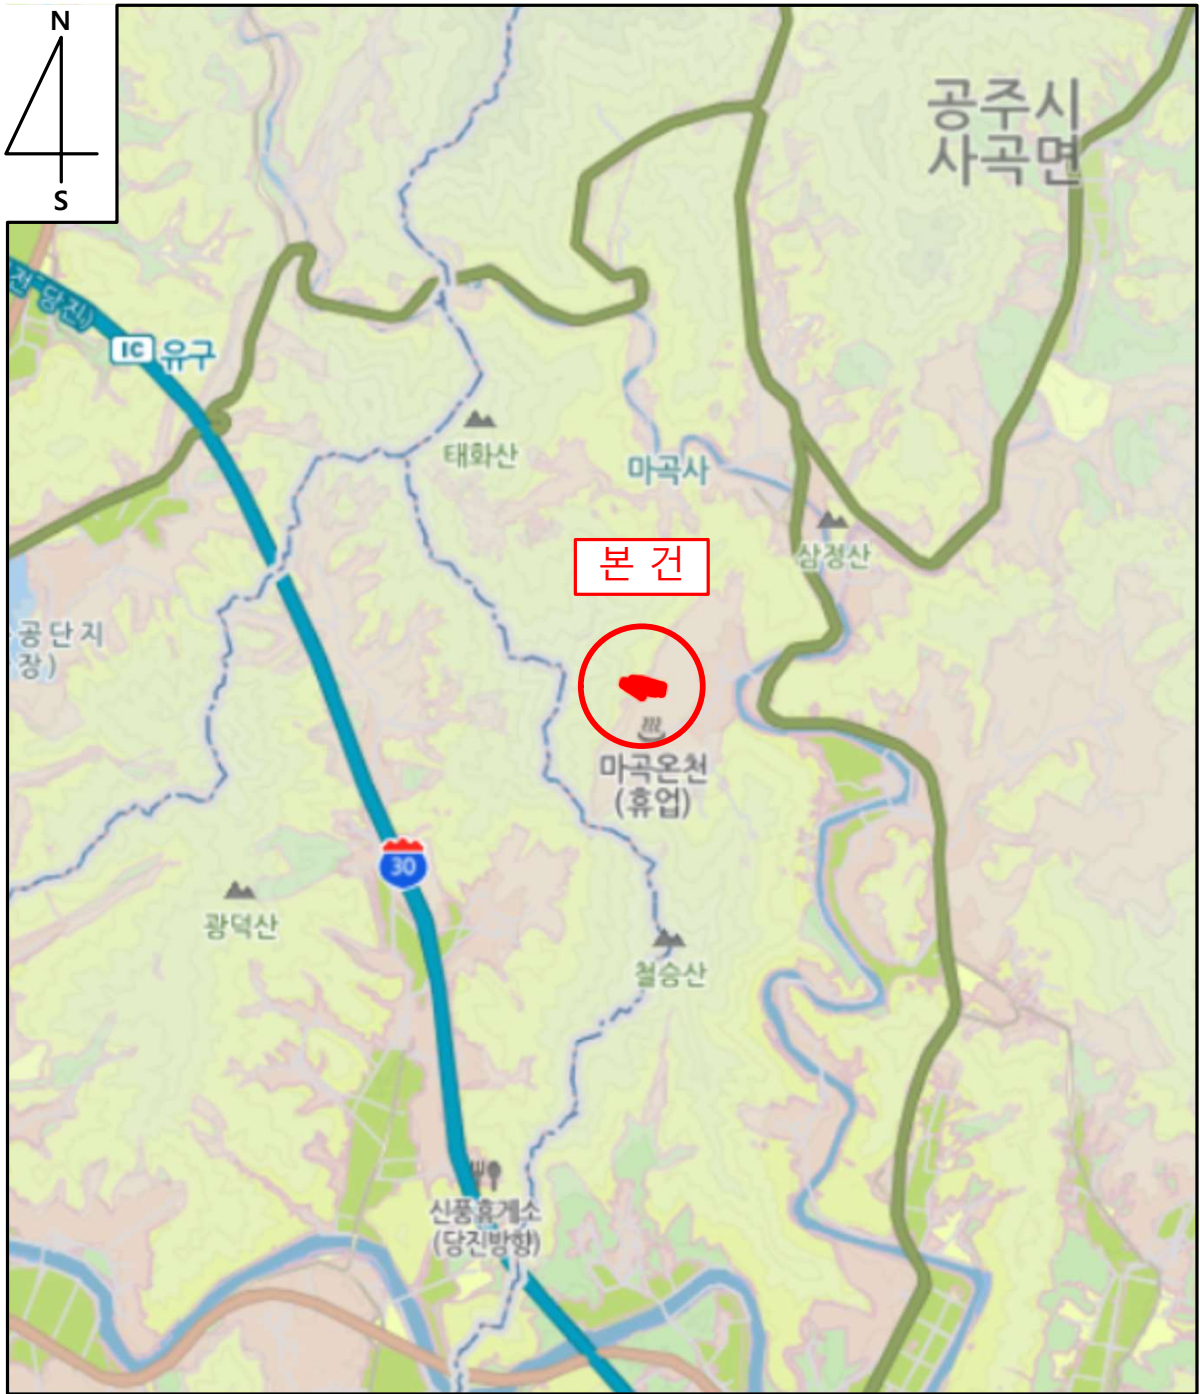 N
S
공주시
사곡면
전-당진)
IC 유구
태화산
마곡사
삼정산
본 건
공단지
장)
마곡온천
(휴업)
30
광덕산
철승산
신풍휴게소
(당진방향)